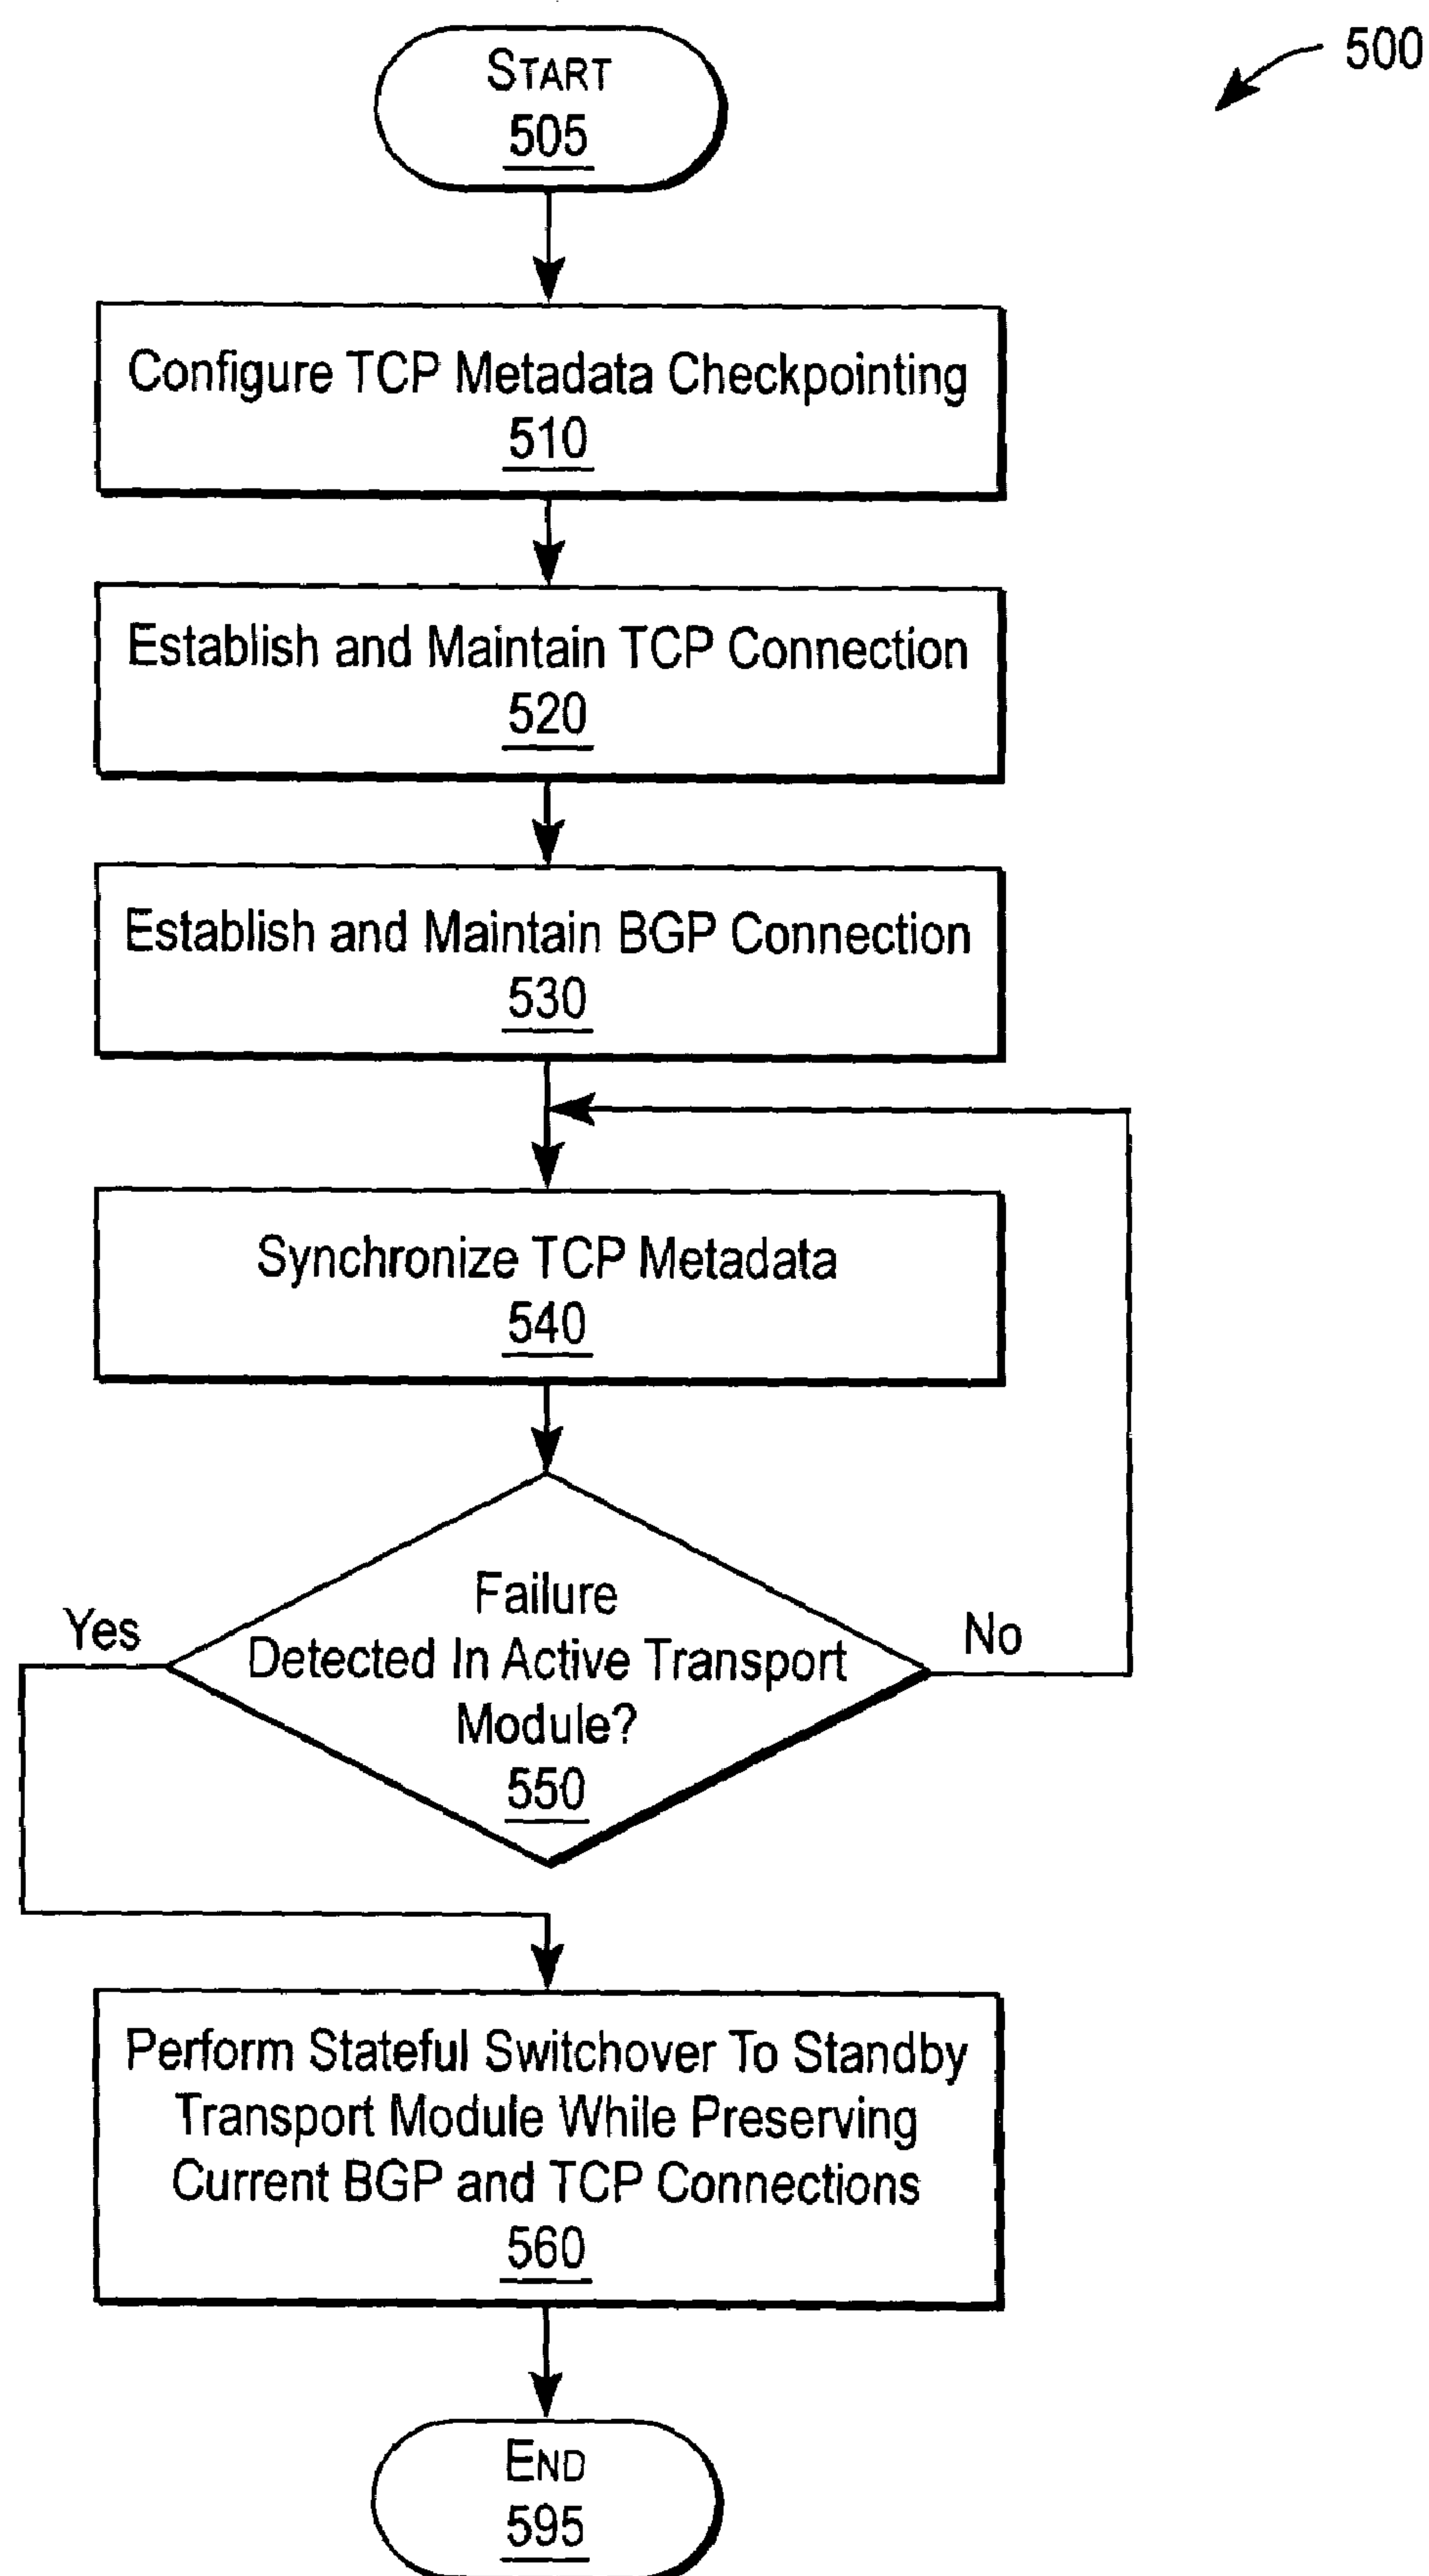 500
START
505
Configure TCP Metadata Checkpointing
510
Establish and Maintain TCP Connection
520
Establish and Maintain BGP Connection
530
Synchronize TCP Metadata
540
Failure
Detected In Active Transport
Module?
550
Yes
No
Perform Stateful Switchover To Standby
Transport Module While Preserving
Current BGP and TCP Connections
560
END
595